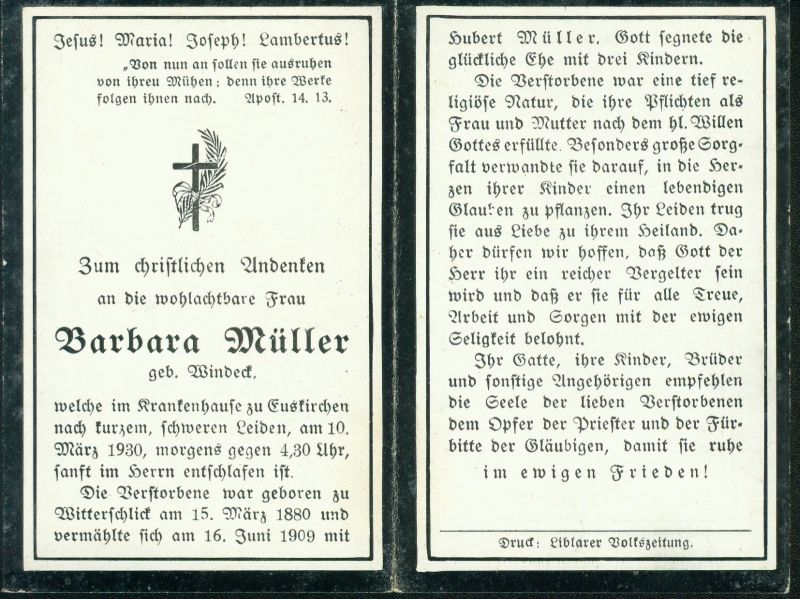 Jesus! Maria! Joseph! Lambertus!
„Von nun an sollen sie ausruhen
von ihreu Mühen; denn ihre Werke
folgen ihnen nach. Apost. 14. 13.
Zum christlichen Andenken
an die wohlachtbare Frau
Barbara Müller
geb. Windeck,
welche im Krankenhause zu Euskirchen
nach kurzem, schweren Leiden, am 10.
März 1930, morgens gegen 4,30 Uhr,
sanft im Herrn entschlafen ist.
Die Verstorbene war geboren zu
Witterschlick am 15. März 1880 und
vermählte sich am 16. Juni 1909 mit
Hubert Müller. Gott segnete die
glückliche Ehe mit drei Kindern.
Die Verstorbene war eine tief re-
ligiöse Natur, die ihre Pflichten als
Frau und Mutter nach dem hl. Willen
Gottes erfüllte. Besonders große Sorg-
falt verwandte sie darauf, in die Her-
zen ihrer Kinder einen lebendigen
Glauben zu pflanzen. Ihr Leiden trug
sie aus Liebe zu ihrem Heiland. Da-
her dürfen wir hoffen, daß Gott der
Herr ihr ein reicher Vergelter sein
wird und daß er sie für alle Treue,
Arbeit und Sorgen mit der ewigen
Seligkeit belohnt.
Ihr Gatte, ihre Kinder, Brüder
und sonstige Angehörigen empfehlen
die Seele der lieben Verstorbenen
dem Opfer der Priester und der Für-
bitte der Gläubigen, damit sie ruhe
im ewigen Frieden!
Druck: Liblarer Volkszeitung.